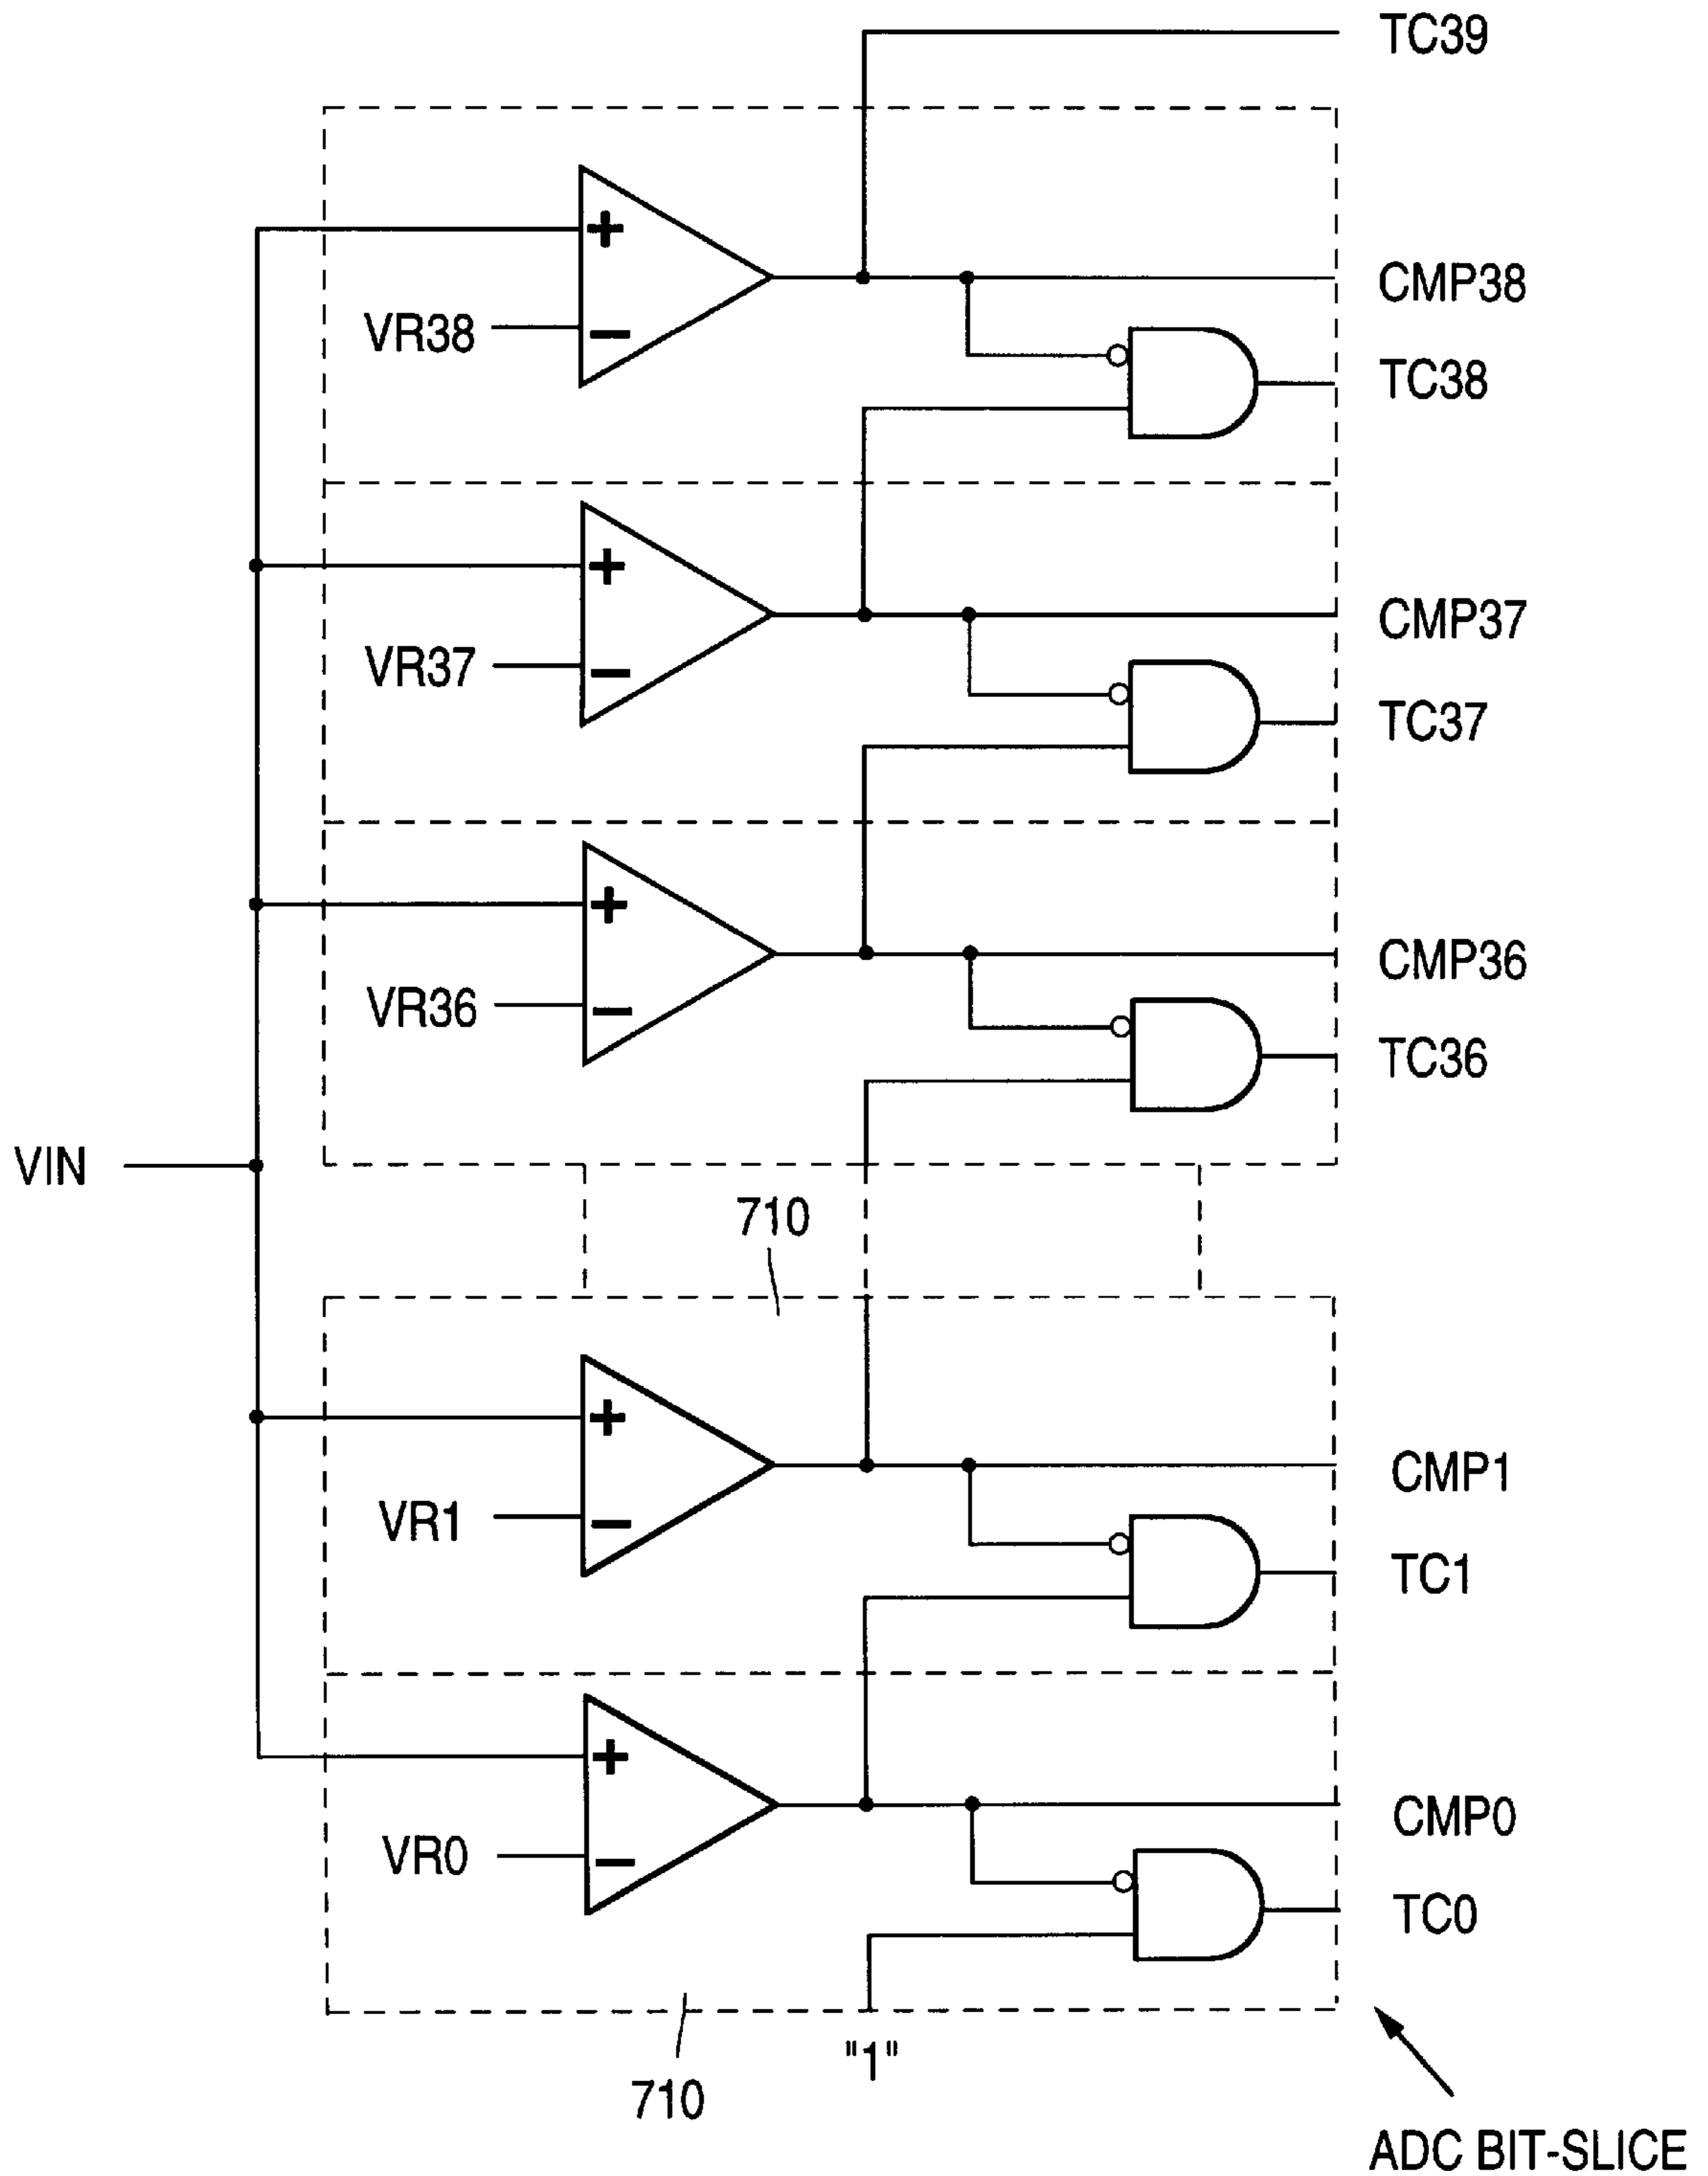 TC39
+
CMP38
VR38
−
TC38
+
CMP37
VR37
−
TC37
+
CMP36
VR36
−
TC36
VIN
710
+
CMP1
VR1
−
TC1
+
CMP0
VR0
−
TC0
"1"
710
ADC BIT-SLICE